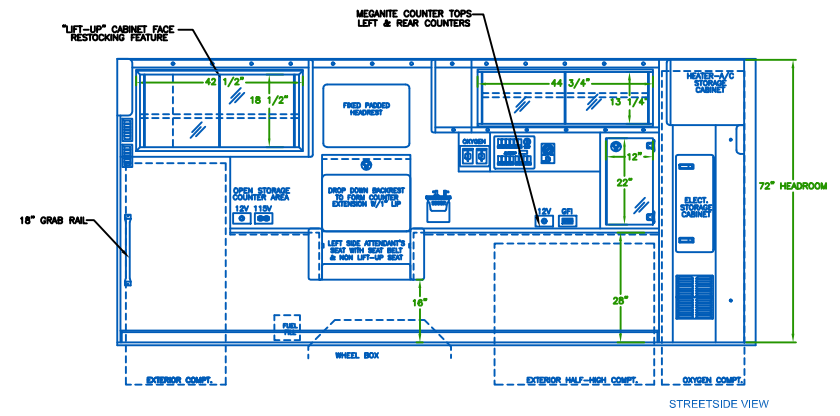 MEGANITE COUNTER TOPS
LEFT & REAR COUNTERS
"LIFT-UP" CABINET FACE
RESTOCKING FEATURE
42 1/2"
18 1/2"
44 3/4"
13 1/4"
HEATER-A/C
STORAGE
CABINET
FIXED PADDED
HEADREST
OXYGEN
12"
22"
72" HEADROOM
OPEN STORAGE
COUNTER AREA
12V 115V
DROP DOWN BACKREST
TO FORM COUNTER
EXTENSION W/1" LIP
12V GFI
ELECT.
STORAGE
CABINET
18" GRAB RAIL
LEFT SIDE ATTENDANT'S
SEAT WITH SEAT BELT
& NON LIFT-UP SEAT
16"
28"
FUEL
WHEEL BOX
EXTERIOR COMPT.
EXTERIOR HALF-HIGH COMPT.
OXYGEN COMPT.
STREETSIDE VIEW